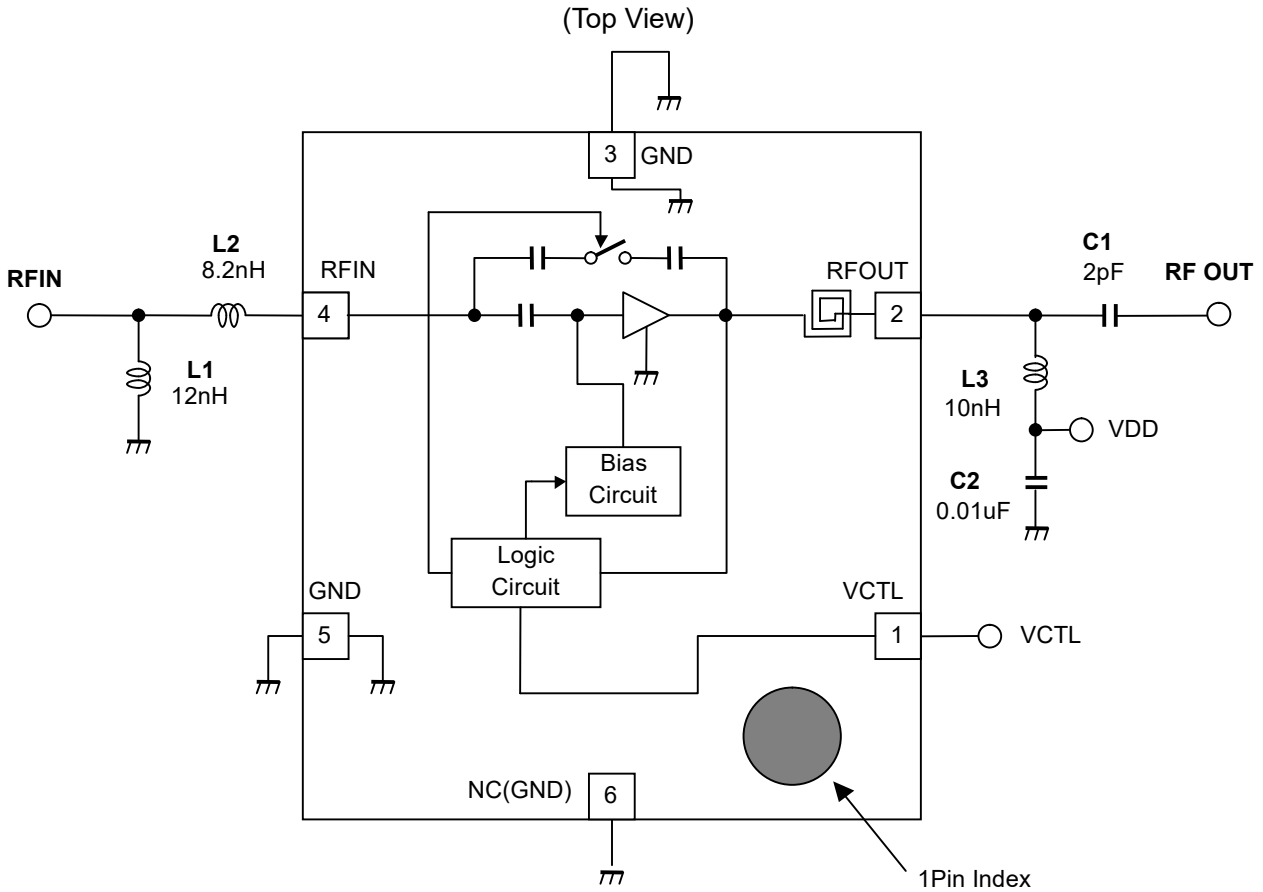 (Top View)
3
GND
L2
8.2nH
RFIN
RFIN
4
L1
12nH
RFOUT
2
C1
2pF
RF OUT
L3
10nH
VDD
C2
0.01uF
Bias
Circuit
Logic
Circuit
GND
5
VCTL
1
VCTL
NC(GND)
6
1Pin Index